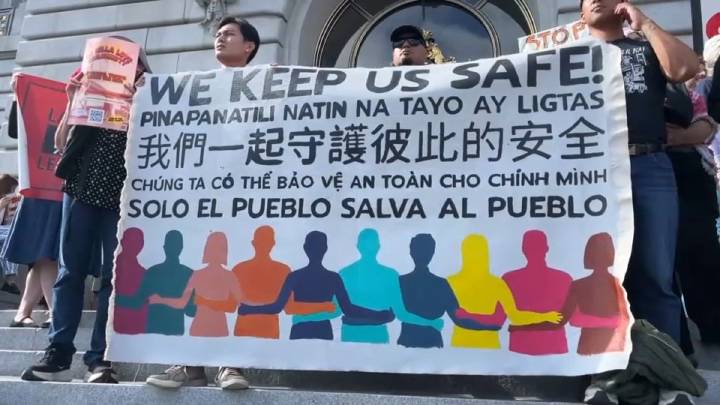 WE KEEP US SAFE!
PINAPANATILI NATIN NA TAYO AY LIGTAS
我們一起守護彼此的安全
CHÚNG TA CÓ THỂ BẢO VỆ AN TOÀN CHO CHÍNH MÌNH
SOLO EL PUEBLO SALVA AL PUEBLO
STOP